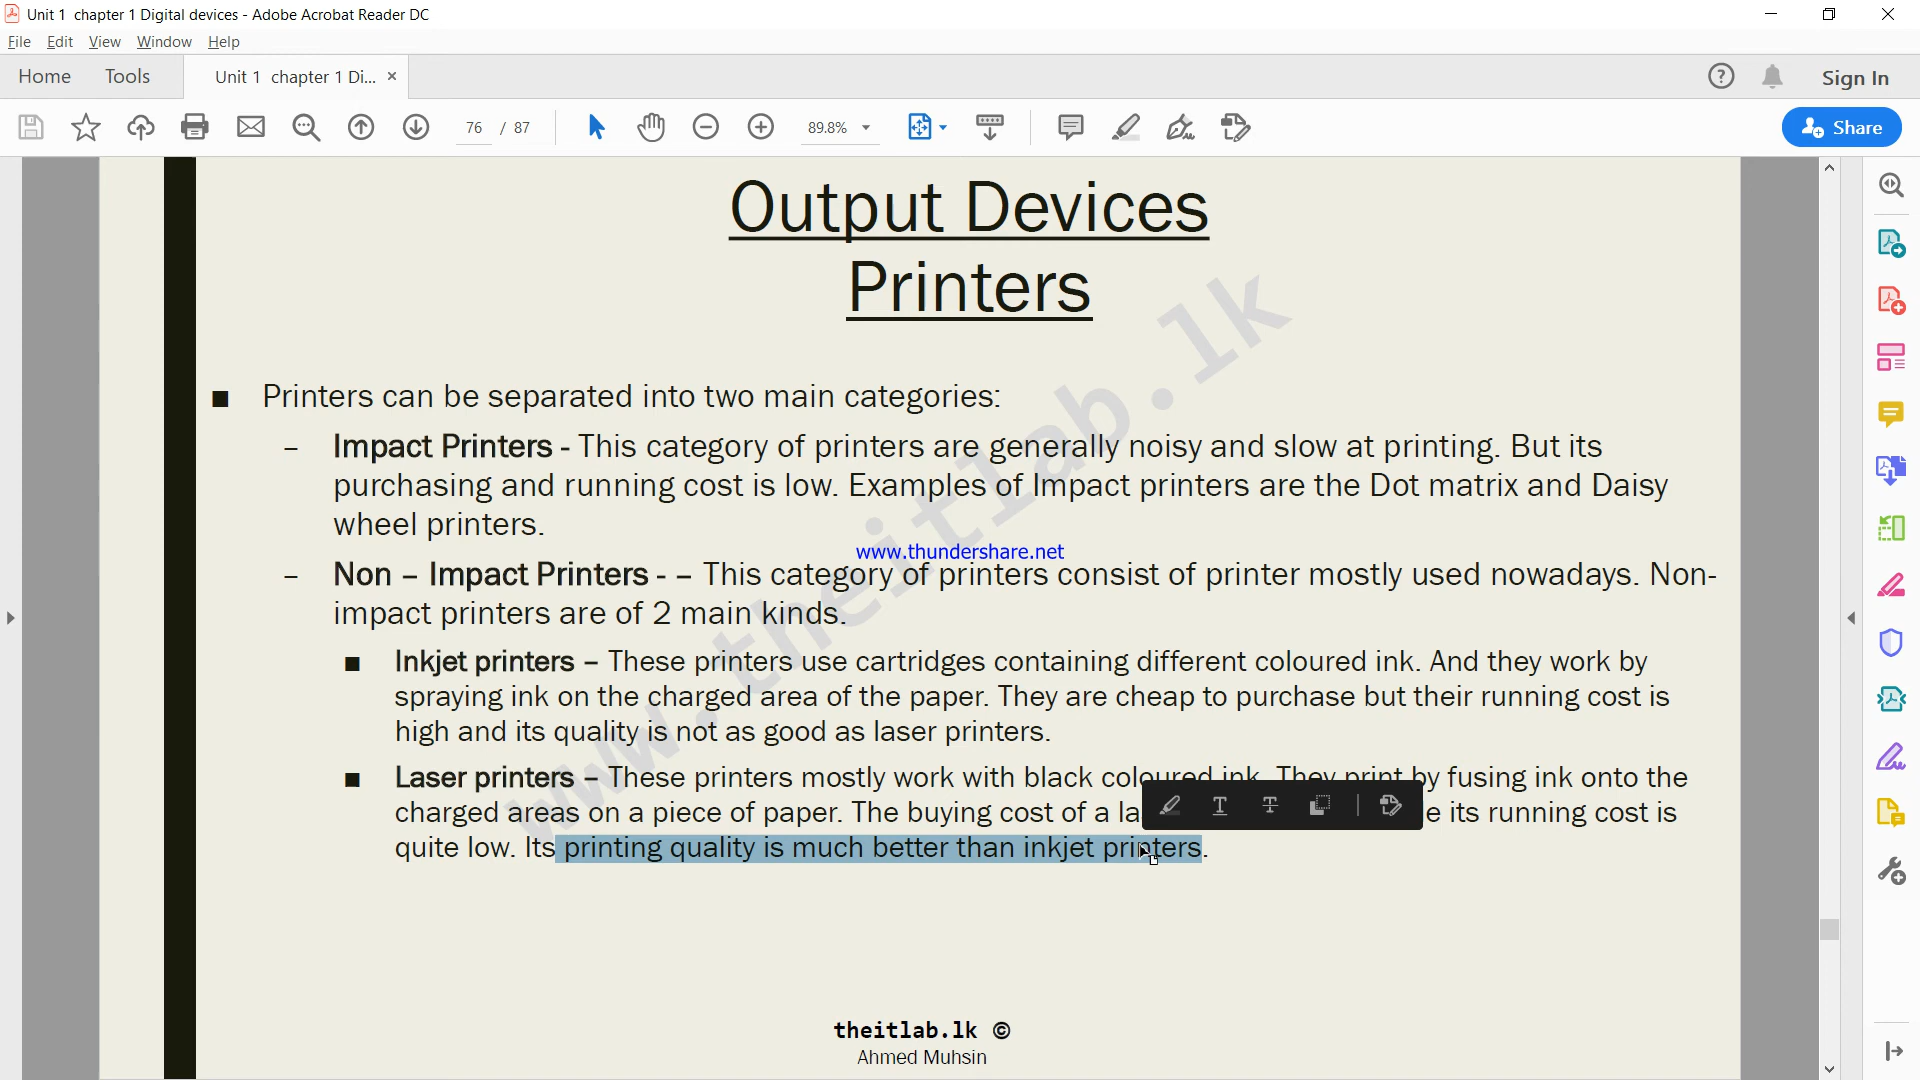 Unit 1 chapter 1 Digital devices - Adobe Acrobat Reader DC
File Edit View Window Help
Home Tools Unit 1 chapter 1 Di... × Sign In
76 / 87 89.8% Share
Output Devices
Printers
■ Printers can be separated into two main categories:
– Impact Printers - This category of printers are generally noisy and slow at printing. But its
purchasing and running cost is low. Examples of Impact printers are the Dot matrix and Daisy
wheel printers.
www.thundershare.net
– Non – Impact Printers - – This category of printers consist of printer mostly used nowadays. Non-
impact printers are of 2 main kinds.
■ Inkjet printers – These printers use cartridges containing different coloured ink. And they work by
spraying ink on the charged area of the paper. They are cheap to purchase but their running cost is
high and its quality is not as good as laser printers.
■ Laser printers – These printers mostly work with black coloured ink. They print by fusing ink onto the
charged areas on a piece of paper. The buying cost of a la e its running cost is
quite low. Its printing quality is much better than inkjet printers.
www.theitlab.lk
theitlab.lk ©
Ahmed Muhsin